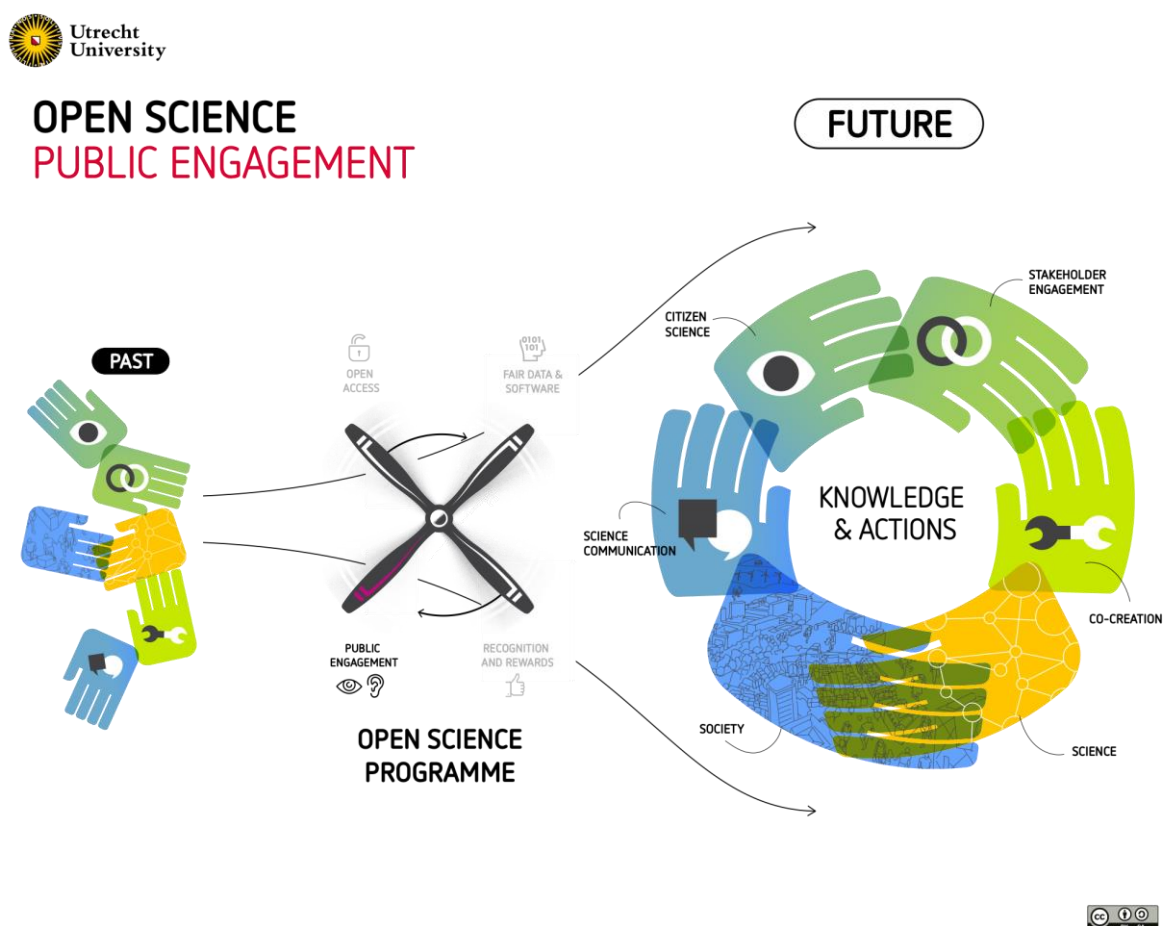 Utrecht
University
OPEN SCIENCE
PUBLIC ENGAGEMENT
FUTURE
PAST
OPEN
ACCESS
0101
101
FAIR DATA &
SOFTWARE
PUBLIC
ENGAGEMENT
RECOGNITION
AND REWARDS
OPEN SCIENCE
PROGRAMME
CITIZEN
SCIENCE
STAKEHOLDER
ENGAGEMENT
KNOWLEDGE
& ACTIONS
SCIENCE
COMMUNICATION
CO-CREATION
SOCIETY
SCIENCE
cc